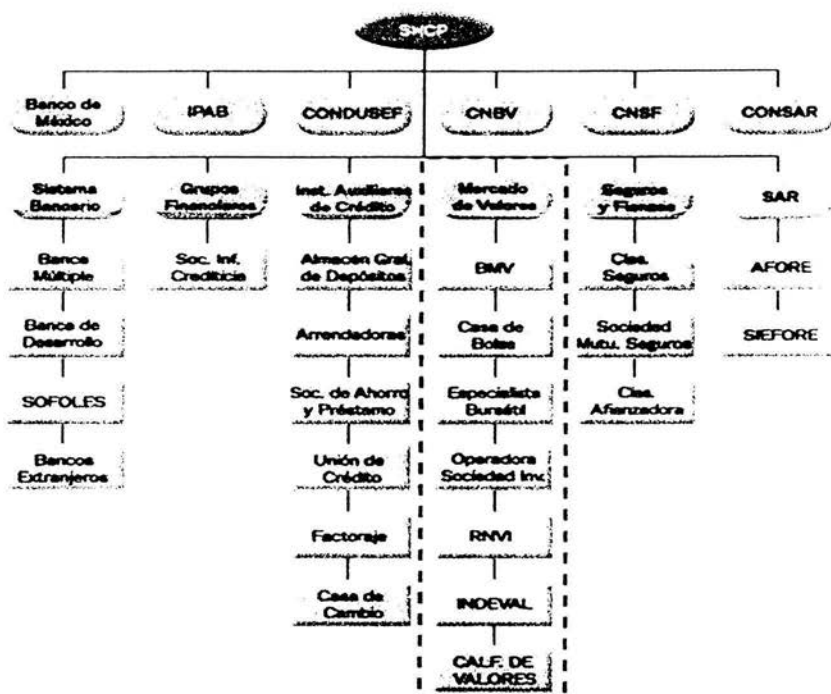 SHCP
Banco de
México
IPAB
CONDUSEF
CNBV
CNSF
CONSAR
Sistema
Bancario
Grupos
Financieros
Inst. Auxiliares
de Crédito
Mercado
de Valores
Seguros
y Fianzas
SAR
Banca
Múltiple
Soc. Inf.
Crediticia
Almacén Gral.
de Depósitos
BMV
Cias.
Seguros
AFORE
Banca de
Desarrollo
Arrendadoras
Casa de
Bolsa
Sociedad
Mutu. Seguros
SIEFORE
SOFOLES
Soc. de Ahorro
y Préstamo
Especialista
Bursátil
Cias.
Afianzadora
Bancos
Extranjeros
Unión de
Crédito
Operadora
Sociedad Inv.
Factoraje
RNVI
Casa de
Cambio
INDEVAL
CALF. DE
VALORES